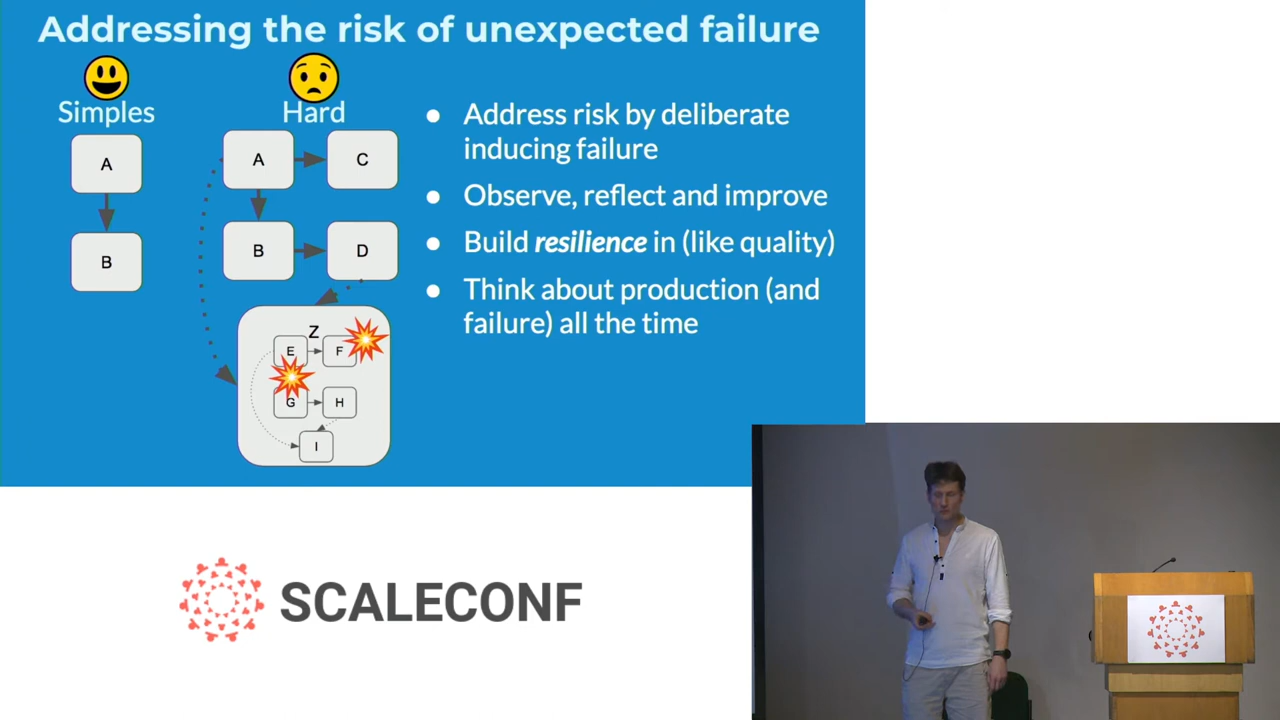 Addressing the risk of unexpected failure
Simples
Hard
A
B
A
C
B
D
Z
E
F
G
H
I
● Address risk by deliberate
inducing failure
● Observe, reflect and improve
● Build resilience in (like quality)
● Think about production (and
failure) all the time
SCALECONF